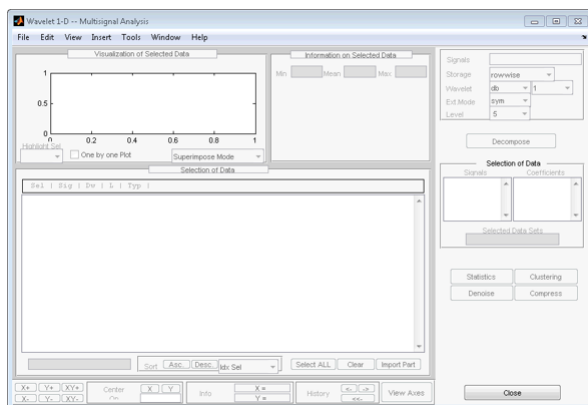 Wavelet 1-D -- Multisignal Analysis
File Edit View Insert Tools Window Help
Visualization of Selected Data
1
0.5
0
0 0.2 0.4 0.6 0.8 1
Highlight Sel
One by one Plot
Superimpose Mode
Information on Selected Data
Min Mean Max
Selection of Data
Sel | Sig | Dw | L | Typ |
Sort Asc. Desc. Idx Sel
Select ALL Clear Import Part
X+ Y+ XY+
X- Y- XY-
Center
On
X Y
Info
X =
Y =
History
<- ->
<<-
View Axes
Signals
Storage rowwise
Wavelet db 1
Ext Mode sym
Level 5
Decompose
Selection of Data
Signals Coefficients
Selected Data Sets
Statistics Clustering
Denoise Compress
Close